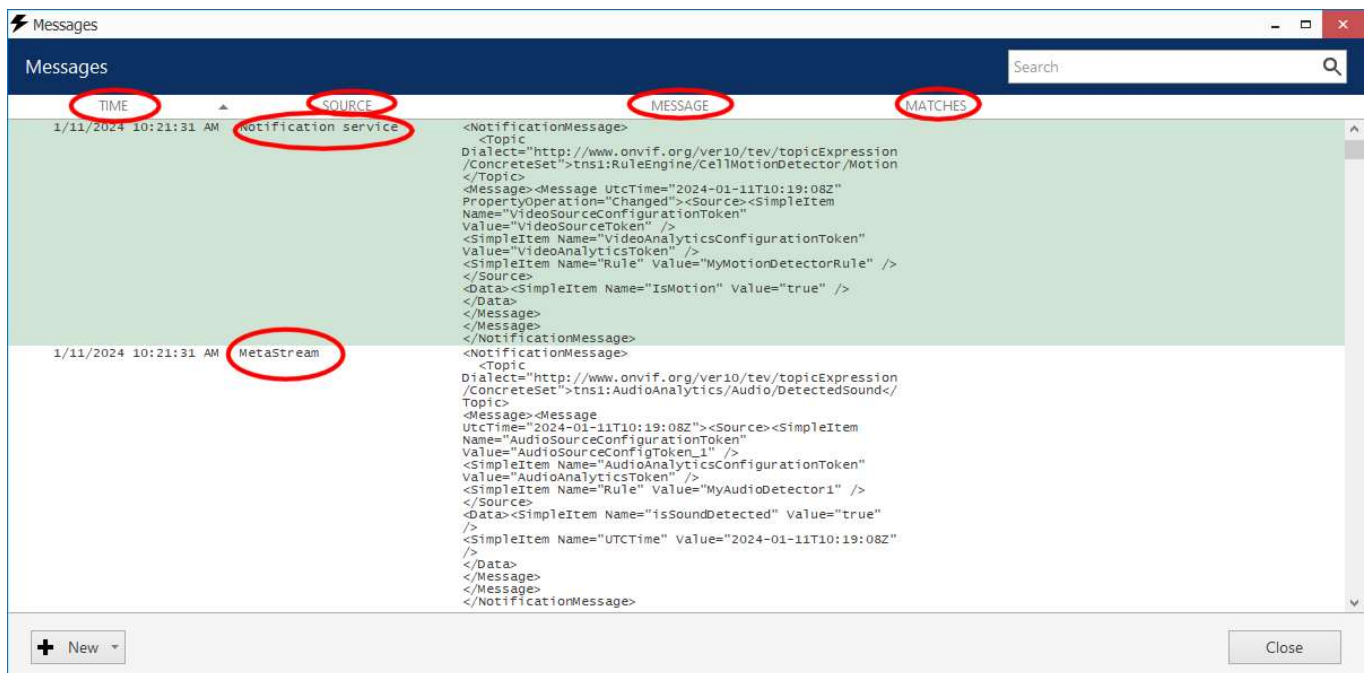 Messages
Messages
Search
TIME SOURCE MESSAGE MATCHES
1/11/2024 10:21:31 AM Notification service <NotificationMessage>
<Topic
Dialect="http://www.onvif.org/ver10/tev/topicExpression
/ConcreteSet">tns1:RuleEngine/CellMotionDetector/Motion
</Topic>
<Message><Message UtcTime="2024-01-11T10:19:08Z"
PropertyOperation="Changed"><Source><SimpleItem
Name="VideoSourceConfigurationToken"
Value="VideoSourceToken" />
<SimpleItem Name="VideoAnalyticsConfigurationToken"
Value="VideoAnalyticsToken" />
<SimpleItem Name="Rule" Value="MyMotionDetectorRule" />
</Source>
<Data><SimpleItem Name="IsMotion" Value="true" />
</Data>
</Message>
</Message>
</NotificationMessage>
1/11/2024 10:21:31 AM MetaStream <NotificationMessage>
<Topic
Dialect="http://www.onvif.org/ver10/tev/topicExpression
/ConcreteSet">tns1:AudioAnalytics/Audio/DetectedSound</
Topic>
<Message><Message
UtcTime="2024-01-11T10:19:08Z"><Source><SimpleItem
Name="AudioSourceConfigurationToken"
Value="AudioSourceConfigToken_1" />
<SimpleItem Name="AudioAnalyticsConfigurationToken"
Value="AudioAnalyticsToken" />
<SimpleItem Name="Rule" Value="MyAudioDetector1" />
</Source>
<Data><SimpleItem Name="isSoundDetected" Value="true"
/>
<SimpleItem Name="UTCTime" Value="2024-01-11T10:19:08Z"
/>
</Data>
</Message>
</Message>
</NotificationMessage>
New
Close